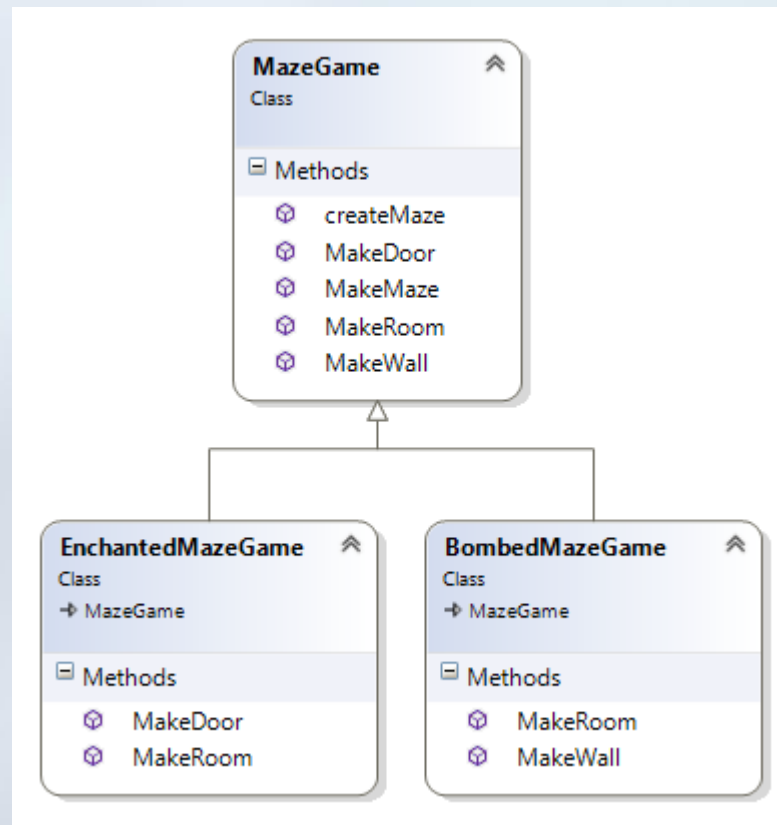 MazeGame
Class
Methods
createMaze
MakeDoor
MakeMaze
MakeRoom
MakeWall
EnchantedMazeGame
Class
MazeGame
Methods
MakeDoor
MakeRoom
BombedMazeGame
Class
MazeGame
Methods
MakeRoom
MakeWall